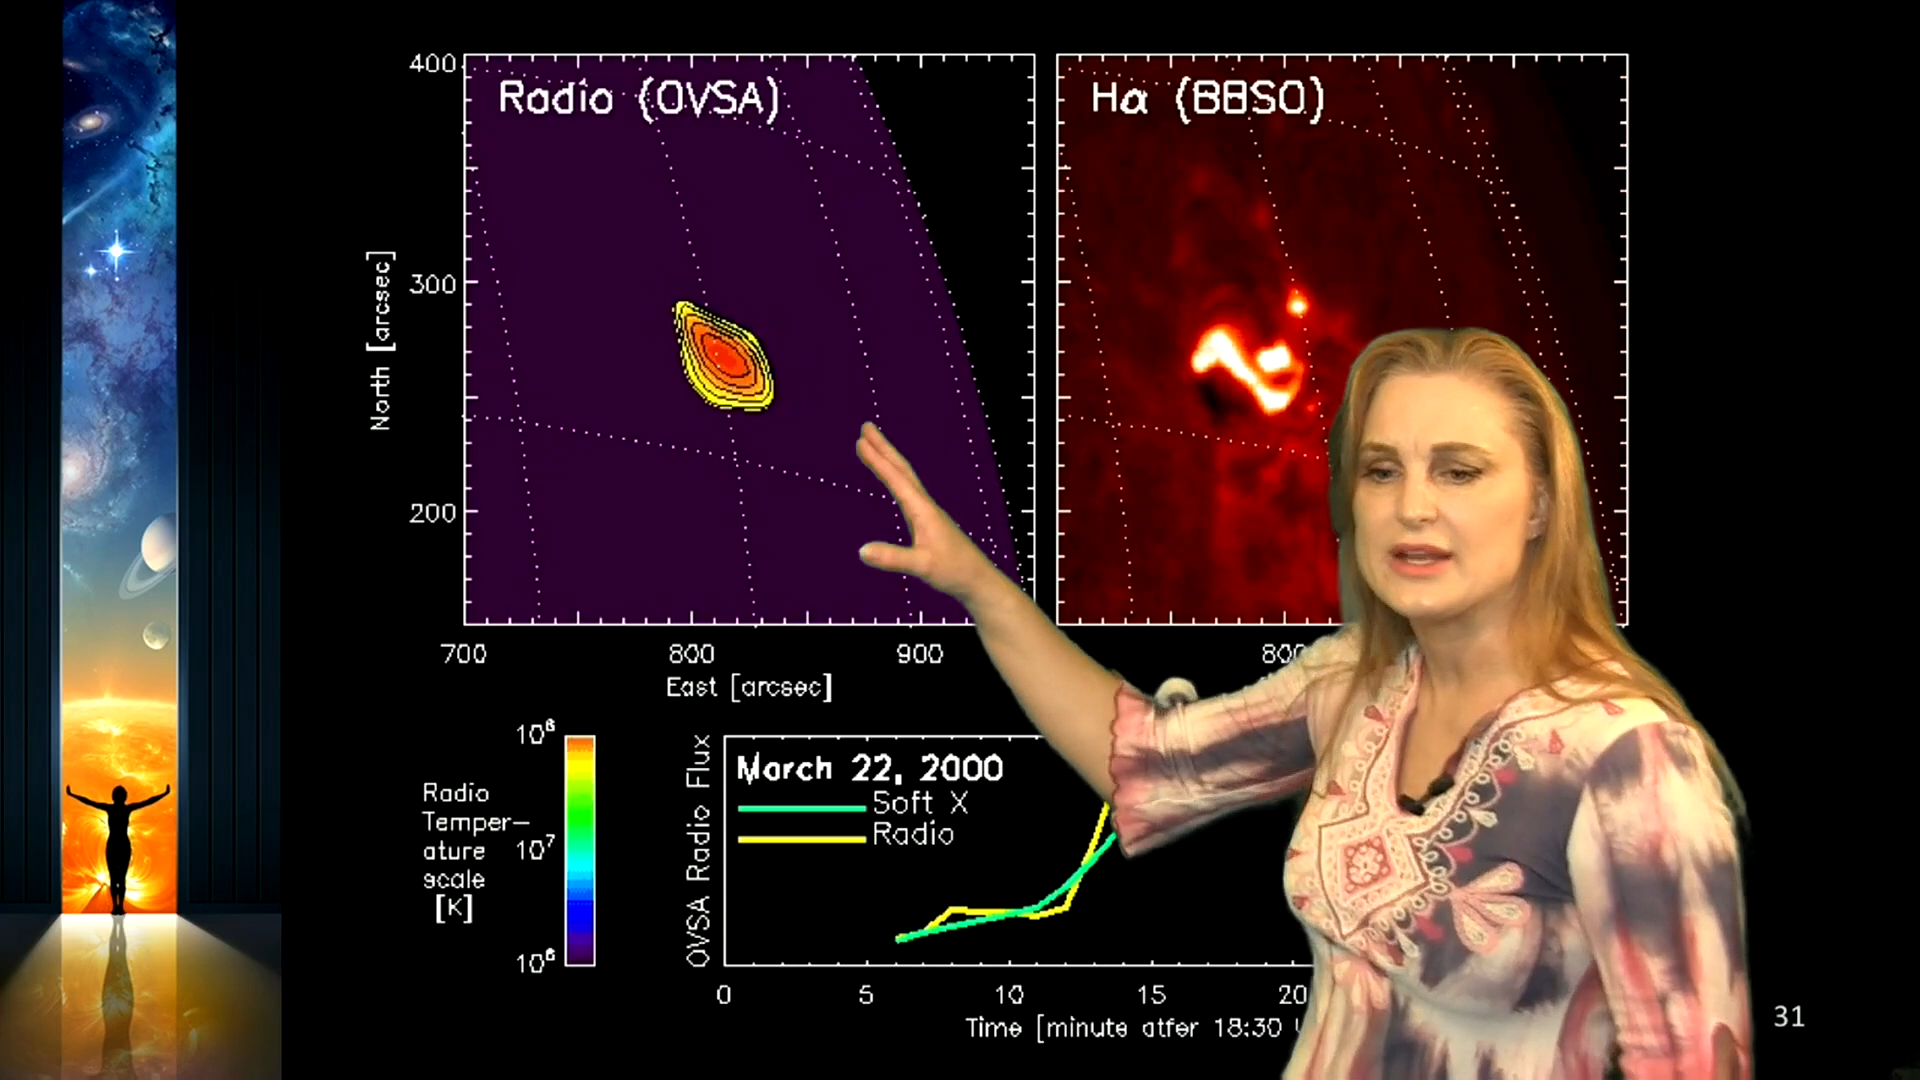 Radio (OVSA)
Hα (BBSO)
400
300
200
North [arcsec]
700
800
900
East [arcsec]
10⁸
10⁷
10⁶
Radio
Temper–
ature
scale
[K]
OVSA Radio Flux
March 22, 2000
Soft X
Radio
0
5
10
15
20
Time [minute atfer 18:30
31